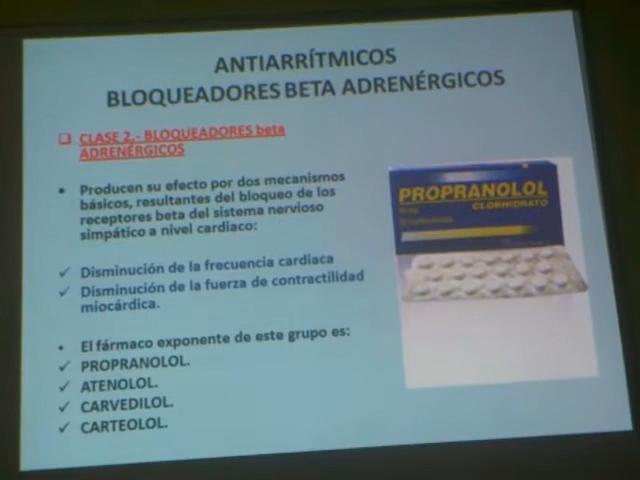 ANTIARRÍTMICOS
BLOQUEADORES BETA ADRENÉRGICOS
CLASE 2,- BLOQUEADORES beta
ADRENÉRGICOS
Producen su efecto por dos mecanismos
básicos, resultantes del bloqueo de los
receptores beta del sistema nervioso
simpático a nivel cardiaco:
Disminución de la frecuencia cardiaca
Disminución de la fuerza de contractilidad
miocárdica.
El fármaco exponente de este grupo es:
PROPRANOLOL.
ATENOLOL.
CARVEDILOL.
CARTEOLOL.
PROPRANOLOL
CLORHIDRATO